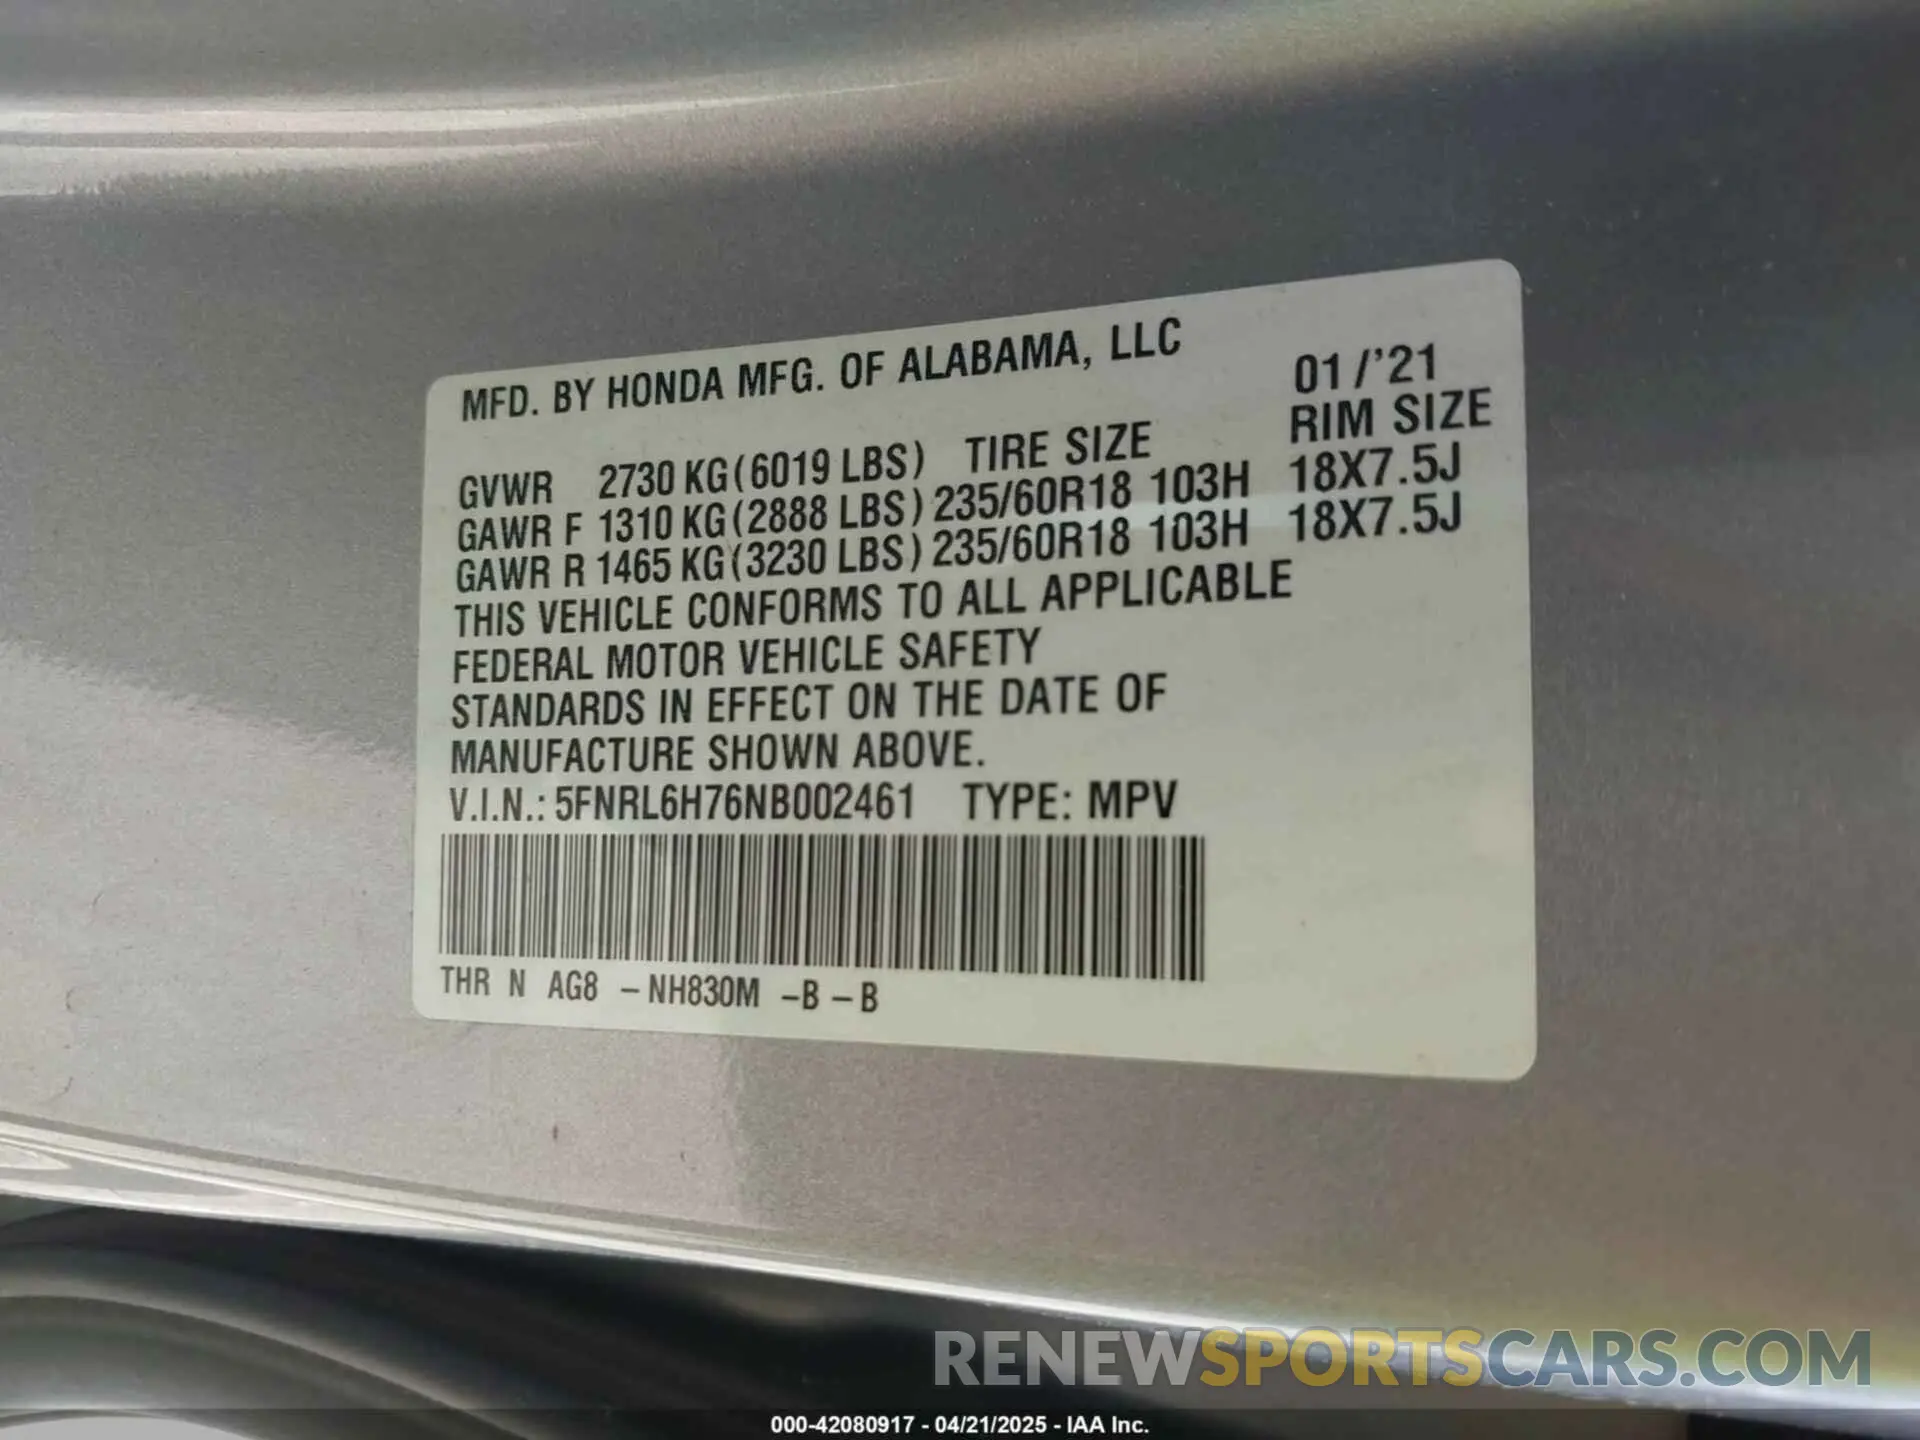 MFD. BY HONDA MFG. OF ALABAMA, LLC 01/'21
GVWR 2730 KG(6019 LBS) TIRE SIZE RIM SIZE
GAWR F 1310 KG(2888 LBS) 235/60R18 103H 18X7.5J
GAWR R 1465 KG(3230 LBS) 235/60R18 103H 18X7.5J
THIS VEHICLE CONFORMS TO ALL APPLICABLE
FEDERAL MOTOR VEHICLE SAFETY
STANDARDS IN EFFECT ON THE DATE OF
MANUFACTURE SHOWN ABOVE.
V.I.N.: 5FNRL6H76NB002461 TYPE: MPV
THR N AG8 – NH830M –B – B
RENEWSPORTSCARS.COM
000-42080917 - 04/21/2025 - IAA Inc.